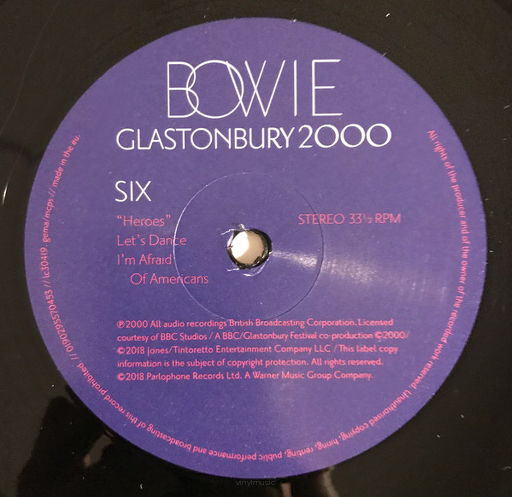 BOWIE
GLASTONBURY 2000
SIX
"Heroes"
STEREO 33⅓ RPM
Let's Dance
I'm Afraid
Of Americans
℗2000 All audio recordings British Broadcasting Corporation. Licensed
courtesy of BBC Studios / A BBC/Glastonbury Festival co-production ©2000/
©2018 Jones/Tintoretto Entertainment Company LLC / This label copy
information is the subject of copyright protection. All rights reserved.
©2018 Parlophone Records Ltd. A Warner Music Group Company.
All rights of the producer and of the owner of the recorded work reserved. Unauthorised copying, hiring, renting, public performance and broadcasting of this record prohibited // 0190295570453 // lc30419. gema/mcps // made in the eu.
vinylmusic